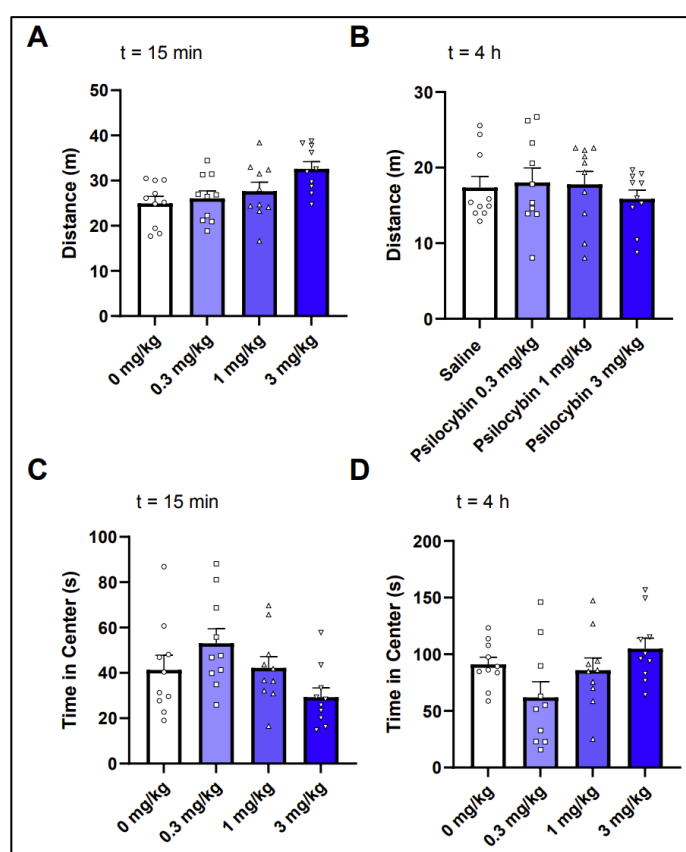 A
t = 15 min
Distance (m)
50
40
30
20
10
0
0 mg/kg
0.3 mg/kg
1 mg/kg
3 mg/kg
B
t = 4 h
Distance (m)
30
20
10
0
Saline
Psilocybin 0.3 mg/kg
Psilocybin 1 mg/kg
Psilocybin 3 mg/kg
C
t = 15 min
Time in Center (s)
100
80
60
40
20
0
0 mg/kg
0.3 mg/kg
1 mg/kg
3 mg/kg
D
t = 4 h
Time in Center (s)
200
150
100
50
0
0 mg/kg
0.3 mg/kg
1 mg/kg
3 mg/kg